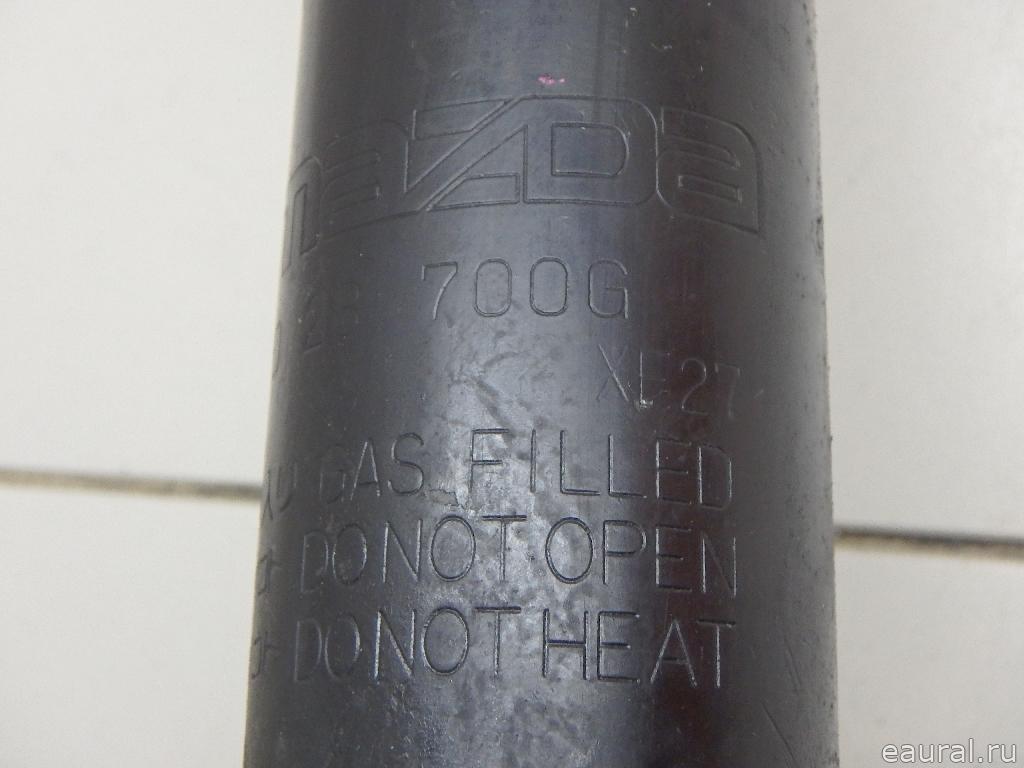 mazda
700G
XE27
GAS FILLED
DO NOT OPEN
DO NOT HEAT
eaural.ru